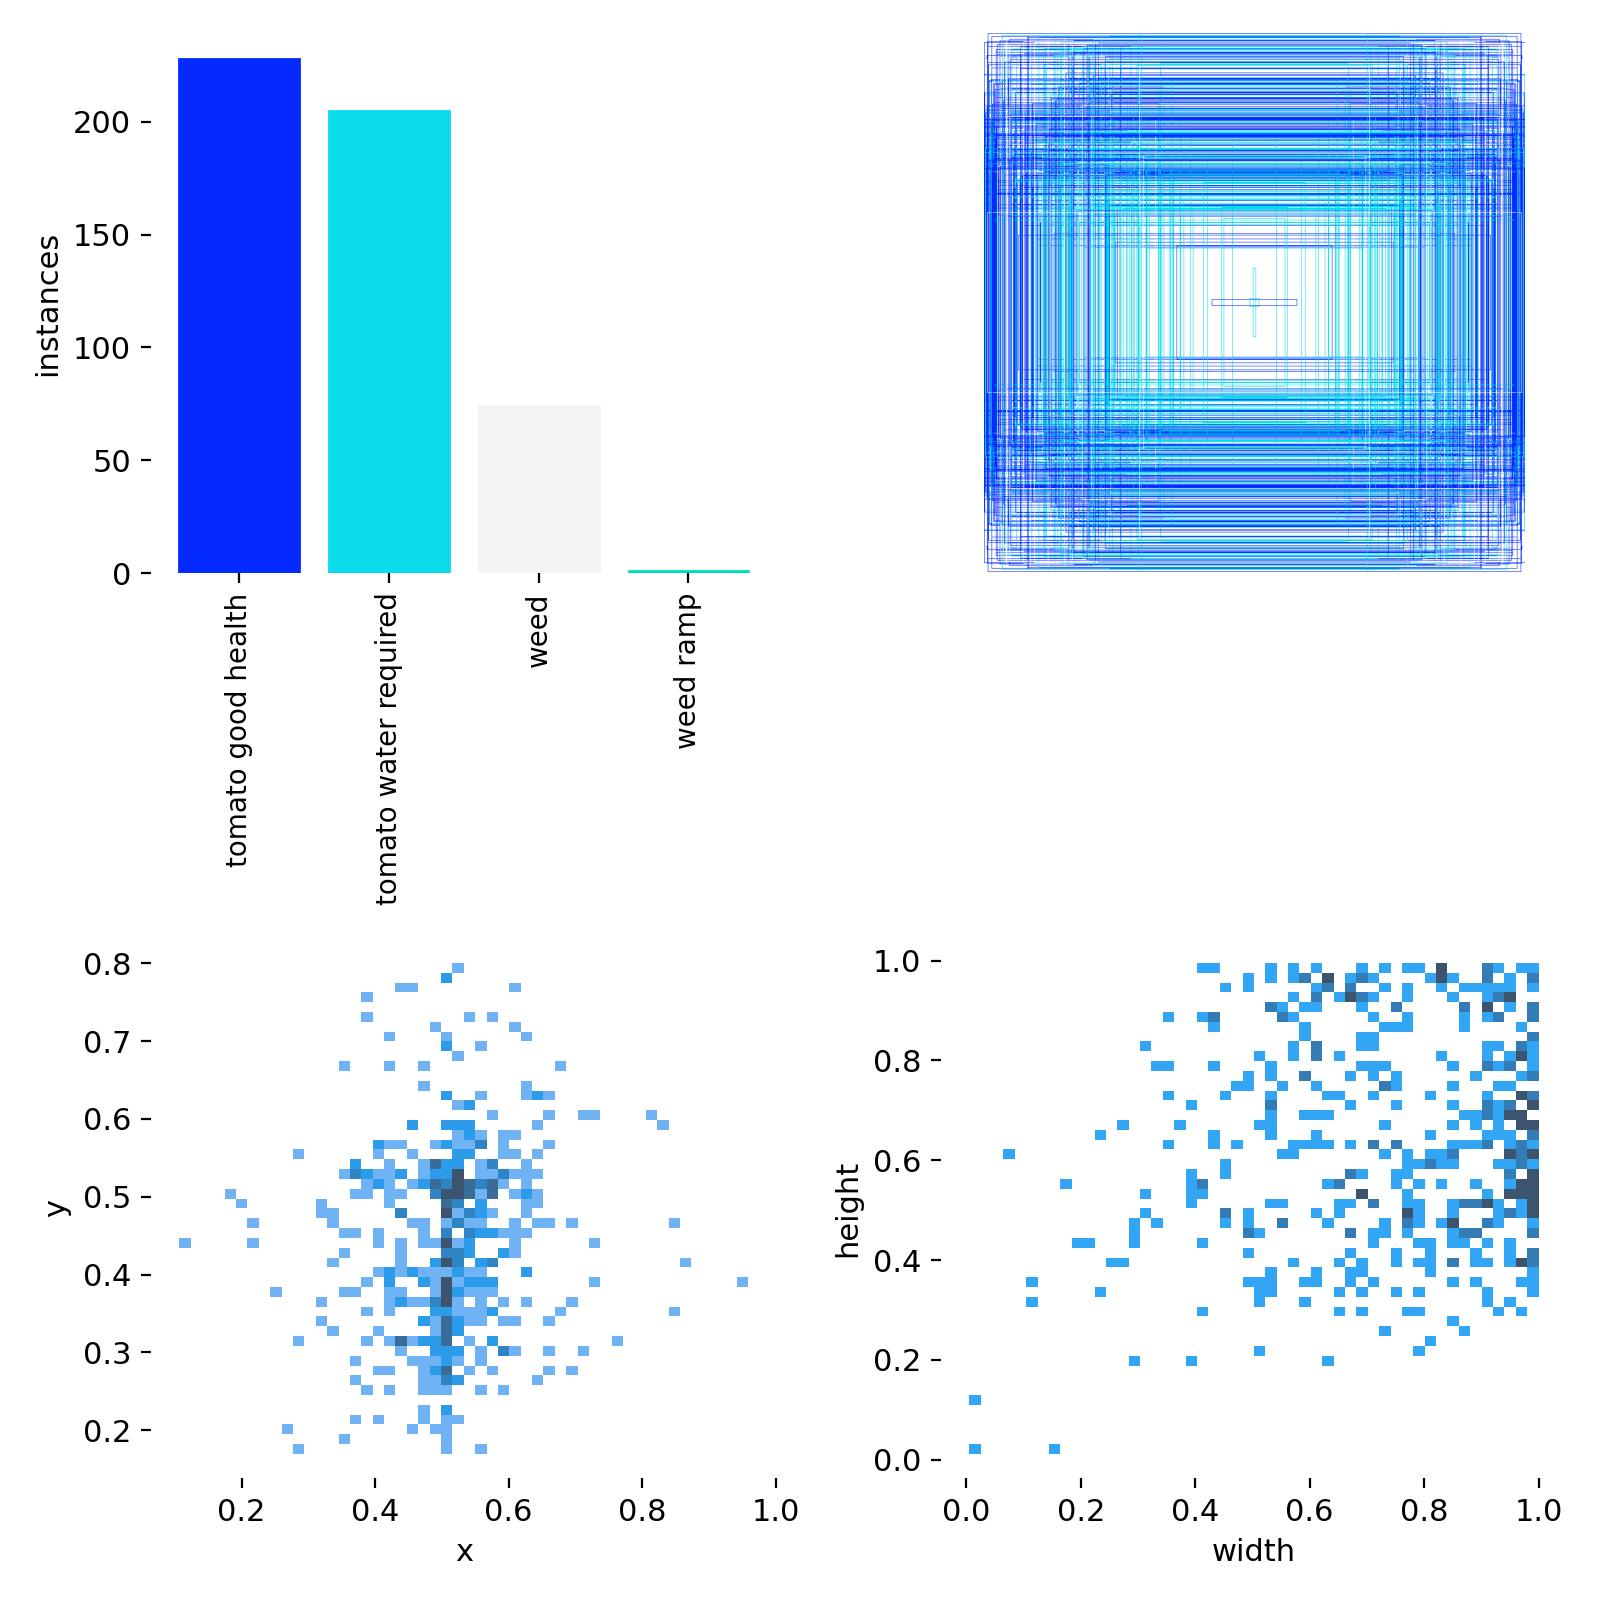 instances
200
150
100
50
0
tomato good health
tomato water required
weed
weed ramp
y
0.8
0.7
0.6
0.5
0.4
0.3
0.2
0.2 0.4 0.6 0.8 1.0
x
height
1.0
0.8
0.6
0.4
0.2
0.0
0.0 0.2 0.4 0.6 0.8 1.0
width